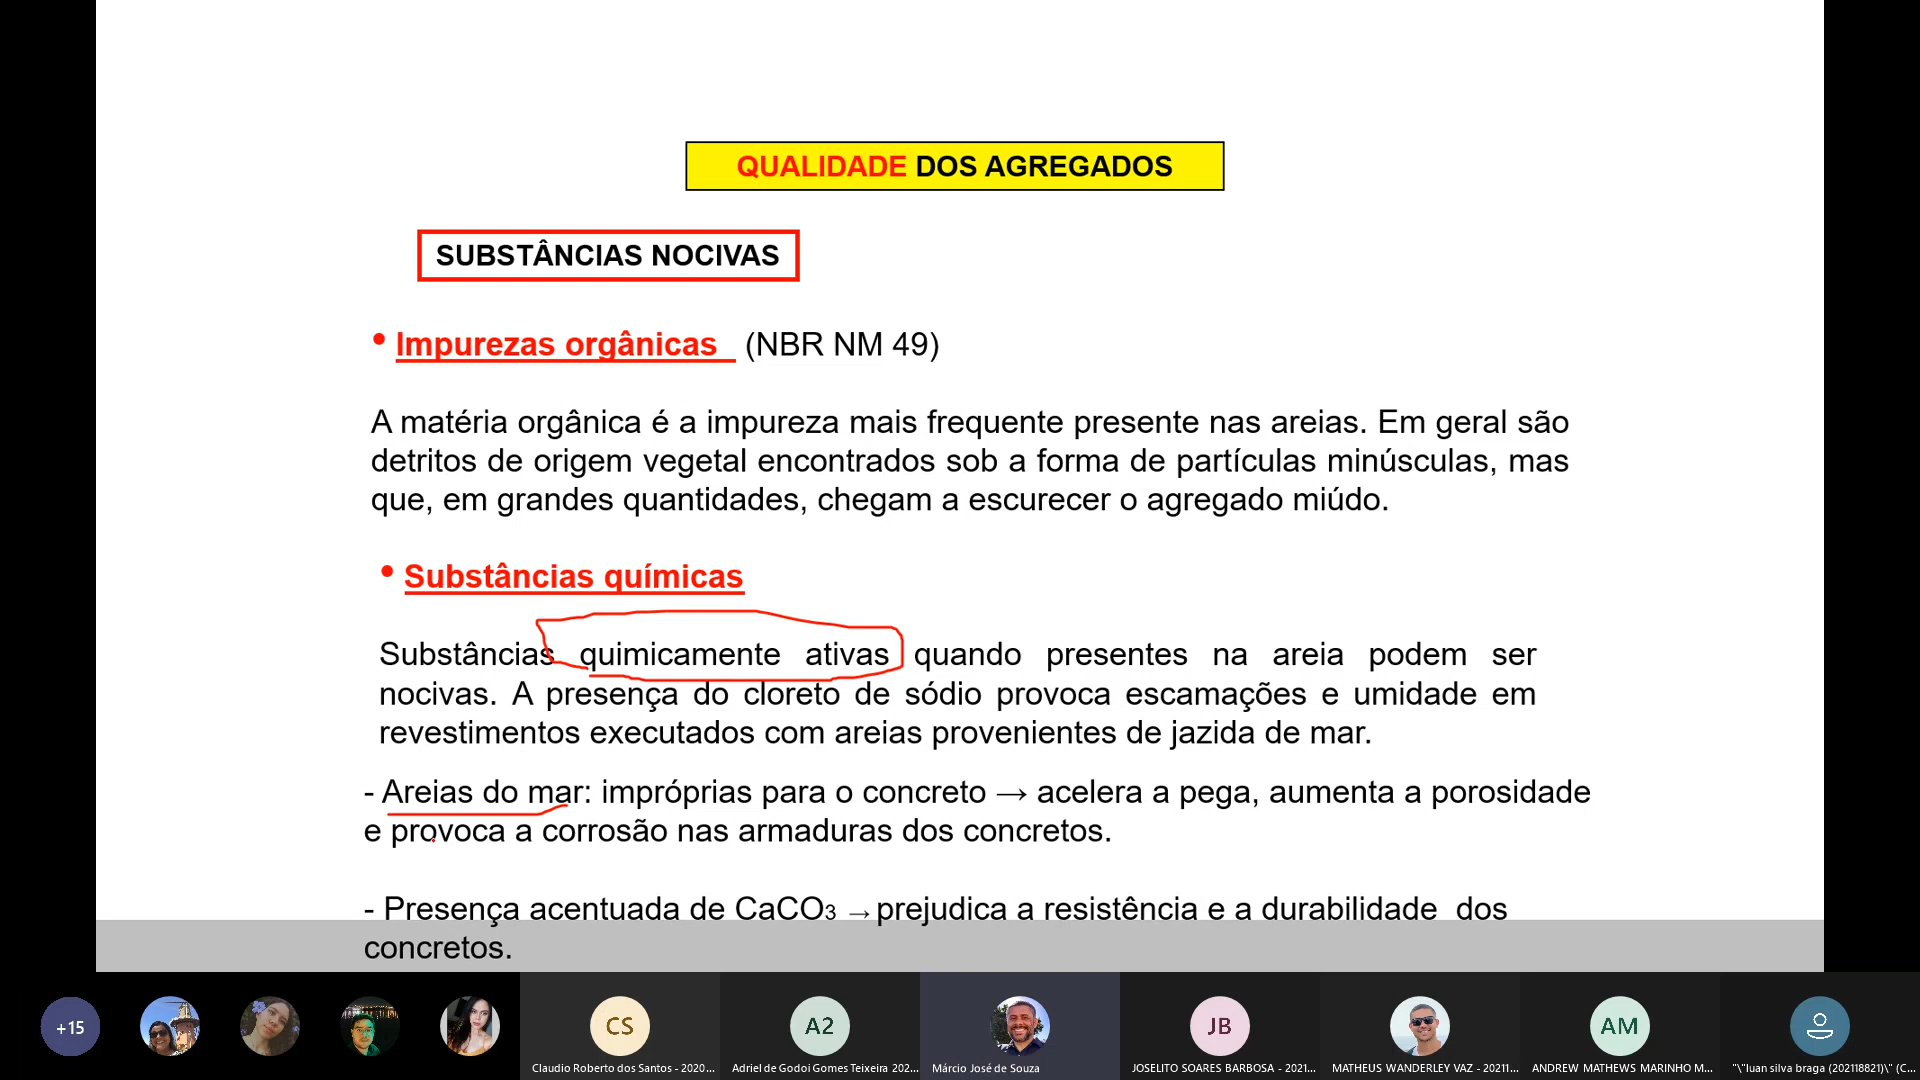 QUALIDADE DOS AGREGADOS
SUBSTÂNCIAS NOCIVAS
• Impurezas orgânicas (NBR NM 49)
A matéria orgânica é a impureza mais frequente presente nas areias. Em geral são
detritos de origem vegetal encontrados sob a forma de partículas minúsculas, mas
que, em grandes quantidades, chegam a escurecer o agregado miúdo.
• Substâncias químicas
Substâncias quimicamente ativas quando presentes na areia podem ser
nocivas. A presença do cloreto de sódio provoca escamações e umidade em
revestimentos executados com areias provenientes de jazida de mar.
- Areias do mar: impróprias para o concreto → acelera a pega, aumenta a porosidade
e provoca a corrosão nas armaduras dos concretos.
- Presença acentuada de CaCO3 → prejudica a resistência e a durabilidade dos
concretos.
+15
CS
A2
JB
AM
Claudio Roberto dos Santos - 2020...
Adriel de Godoi Gomes Teixeira 202...
Márcio José de Souza
JOSELITO SOARES BARBOSA - 2021...
MATHEUS WANDERLEY VAZ - 20211...
ANDREW MATHEWS MARINHO M...
"\"luan silva braga (202118821)\" (C...